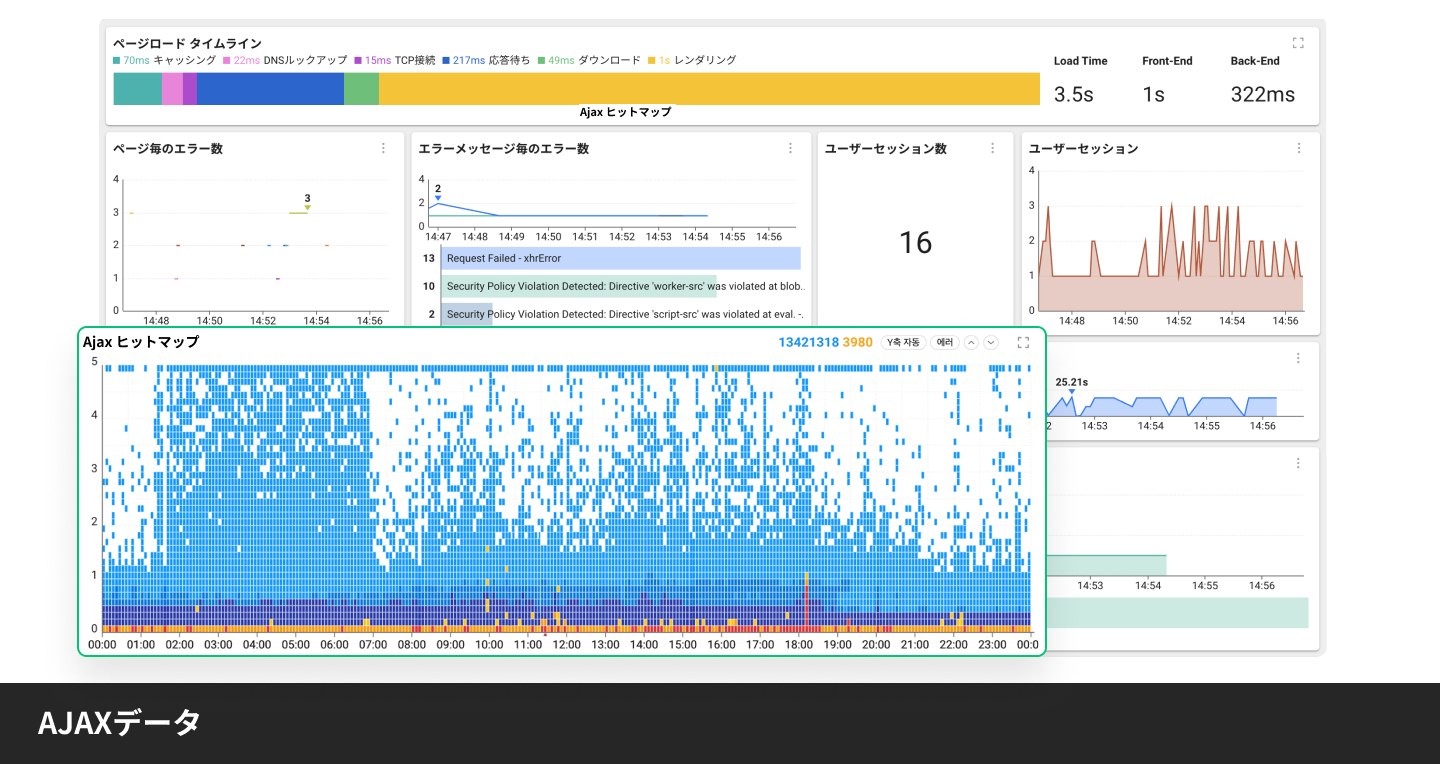 ページロード タイムライン
70ms キャッシング 22ms DNSルックアップ 15ms TCP接続 217ms 応答待ち 49ms ダウンロード 1s レンダリング
Load Time Front-End Back-End
3.5s 1s 322ms
Ajax ヒットマップ
ページ毎のエラー数
4
3
2
1
0
3
14:48 14:50 14:52 14:54 14:56
エラーメッセージ毎のエラー数
4
2
0
2
14:47 14:48 14:49 14:50 14:51 14:52 14:53 14:54 14:55 14:56
13 Request Failed - xhrError
10 Security Policy Violation Detected: Directive 'worker-src' was violated at blob..
2 Security Policy Violation Detected: Directive 'script-src' was violated at eval. -.
ユーザーセッション数
16
ユーザーセッション
4
3
2
1
0
14:48 14:50 14:52 14:54 14:56
Ajax ヒットマップ
13421318 3980 Y축 자동 에러
5
4
3
2
1
0
00:00 01:00 02:00 03:00 04:00 05:00 06:00 07:00 08:00 09:00 10:00 11:00 12:00 13:00 14:00 15:00 16:00 17:00 18:00 19:00 20:00 21:00 22:00 23:00 00:0
25.21s
2 14:53 14:54 14:55 14:56
14:53 14:54 14:55 14:56
AJAXデータ